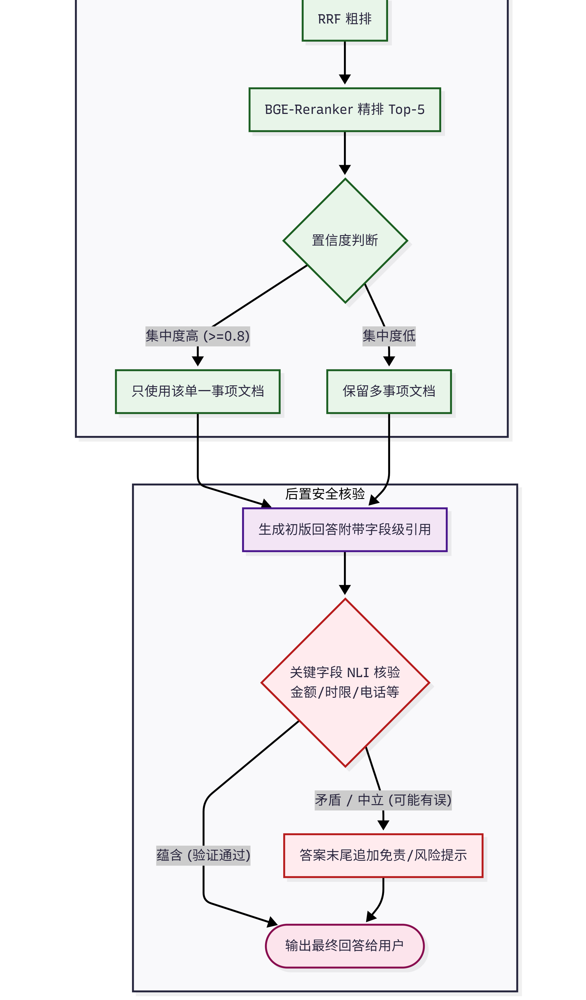 RRF 粗排
BGE-Reranker 精排 Top-5
置信度判断
集中度高 (>=0.8)
集中度低
只使用该单一事项文档
保留多事项文档
后置安全核验
生成初版回答附带字段级引用
关键字段 NLI 核验
金额/时限/电话等
矛盾 / 中立 (可能有误)
蕴含 (验证通过)
答案末尾追加免责/风险提示
输出最终回答给用户